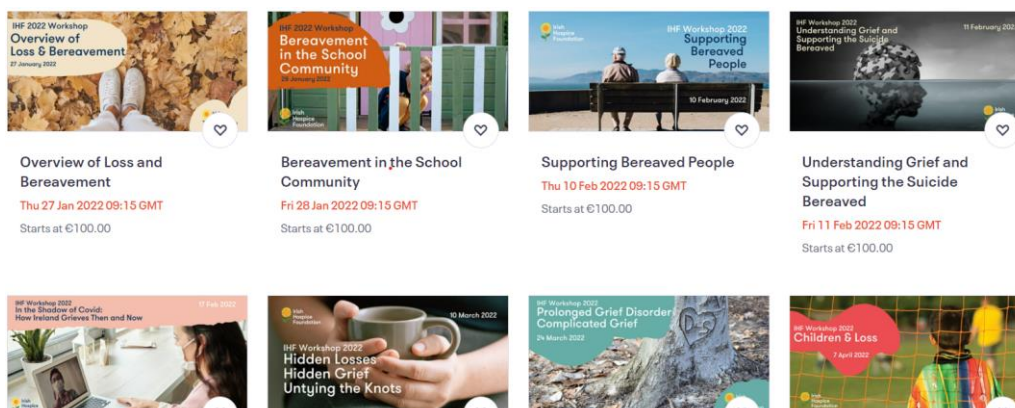 IHF 2022 Workshop
Overview of
Loss & Bereavement
27 January 2022
Overview of Loss and
Bereavement
Thu 27 Jan 2022 09:15 GMT
Starts at €100.00
IHF 2022 Workshop
Bereavement
in the School
Community
28 January 2022
Irish
Hospice
Foundation
Bereavement in the School
Community
Fri 28 Jan 2022 09:15 GMT
Starts at €100.00
Irish
Hospice
Foundation
IHF Workshop 2022
Supporting
Bereaved
People
10 February 2022
Supporting Bereaved People
Thu 10 Feb 2022 09:15 GMT
Starts at €100.00
IHF Workshop 2022
Understanding Grief and
Supporting the Suicide
Bereaved
11 February 202
Understanding Grief and
Supporting the Suicide
Bereaved
Fri 11 Feb 2022 09:15 GMT
Starts at €100.00
IHF Workshop 2022
In the Shadow of Covid:
How Ireland Grieves Then and Now
11 Feb 2022
Irish
Hospice
Foundation
10 March 2022
IHF Workshop 2022
Hidden Losses
Hidden Grief
Untying the Knots
IHF Workshop 2022
Prolonged Grief Disorder
Complicated Grief
24 March 2022
IHF Workshop 2022
Children & Loss
7 April 2022
Irish
Hospice
Foundation